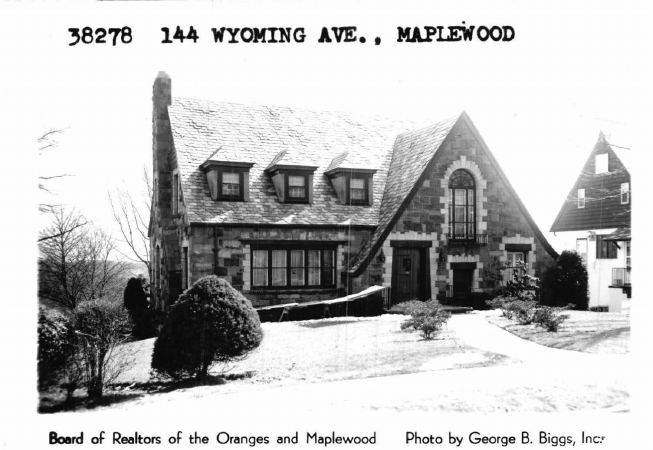 38278 144 WYOMING AVE., MAPLEWOOD
Board of Realtors of the Oranges and Maplewood Photo by George B. Biggs, Inc.